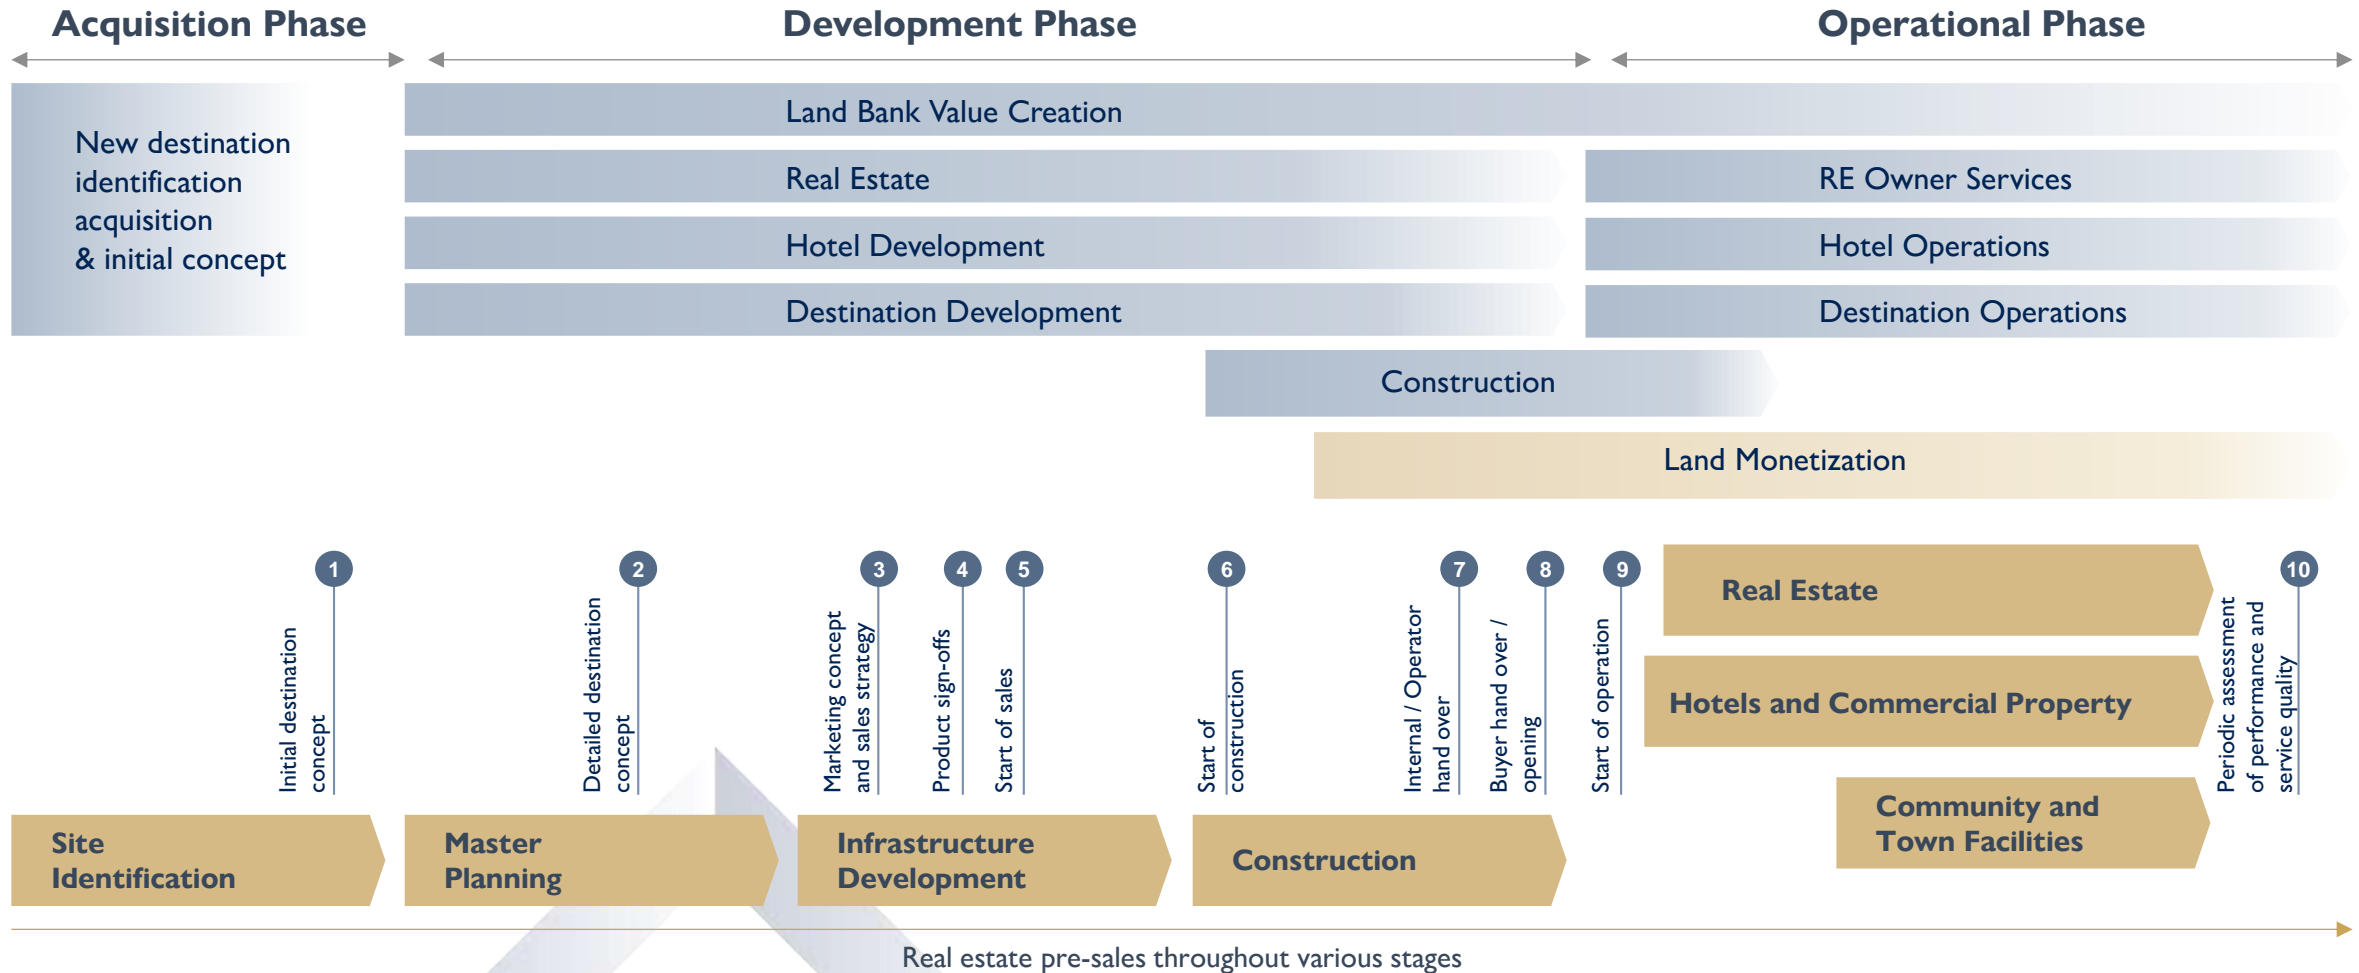 Acquisition Phase
Development Phase
Operational Phase
New destination
identification
acquisition
& initial concept
Land Bank Value Creation
Real Estate
RE Owner Services
Hotel Development
Hotel Operations
Destination Development
Destination Operations
Construction
Land Monetization
1
Initial destination
concept
2
Detailed destination
concept
3
Marketing concept
and sales strategy
4
Product sign-offs
5
Start of sales
6
Start of
construction
7
Internal / Operator
hand over
8
Buyer hand over /
opening
9
Start of operation
Real Estate
Hotels and Commercial Property
Community and
Town Facilities
10
Periodic assessment
of performance and
service quality
Site
Identification
Master
Planning
Infrastructure
Development
Construction
Real estate pre-sales throughout various stages